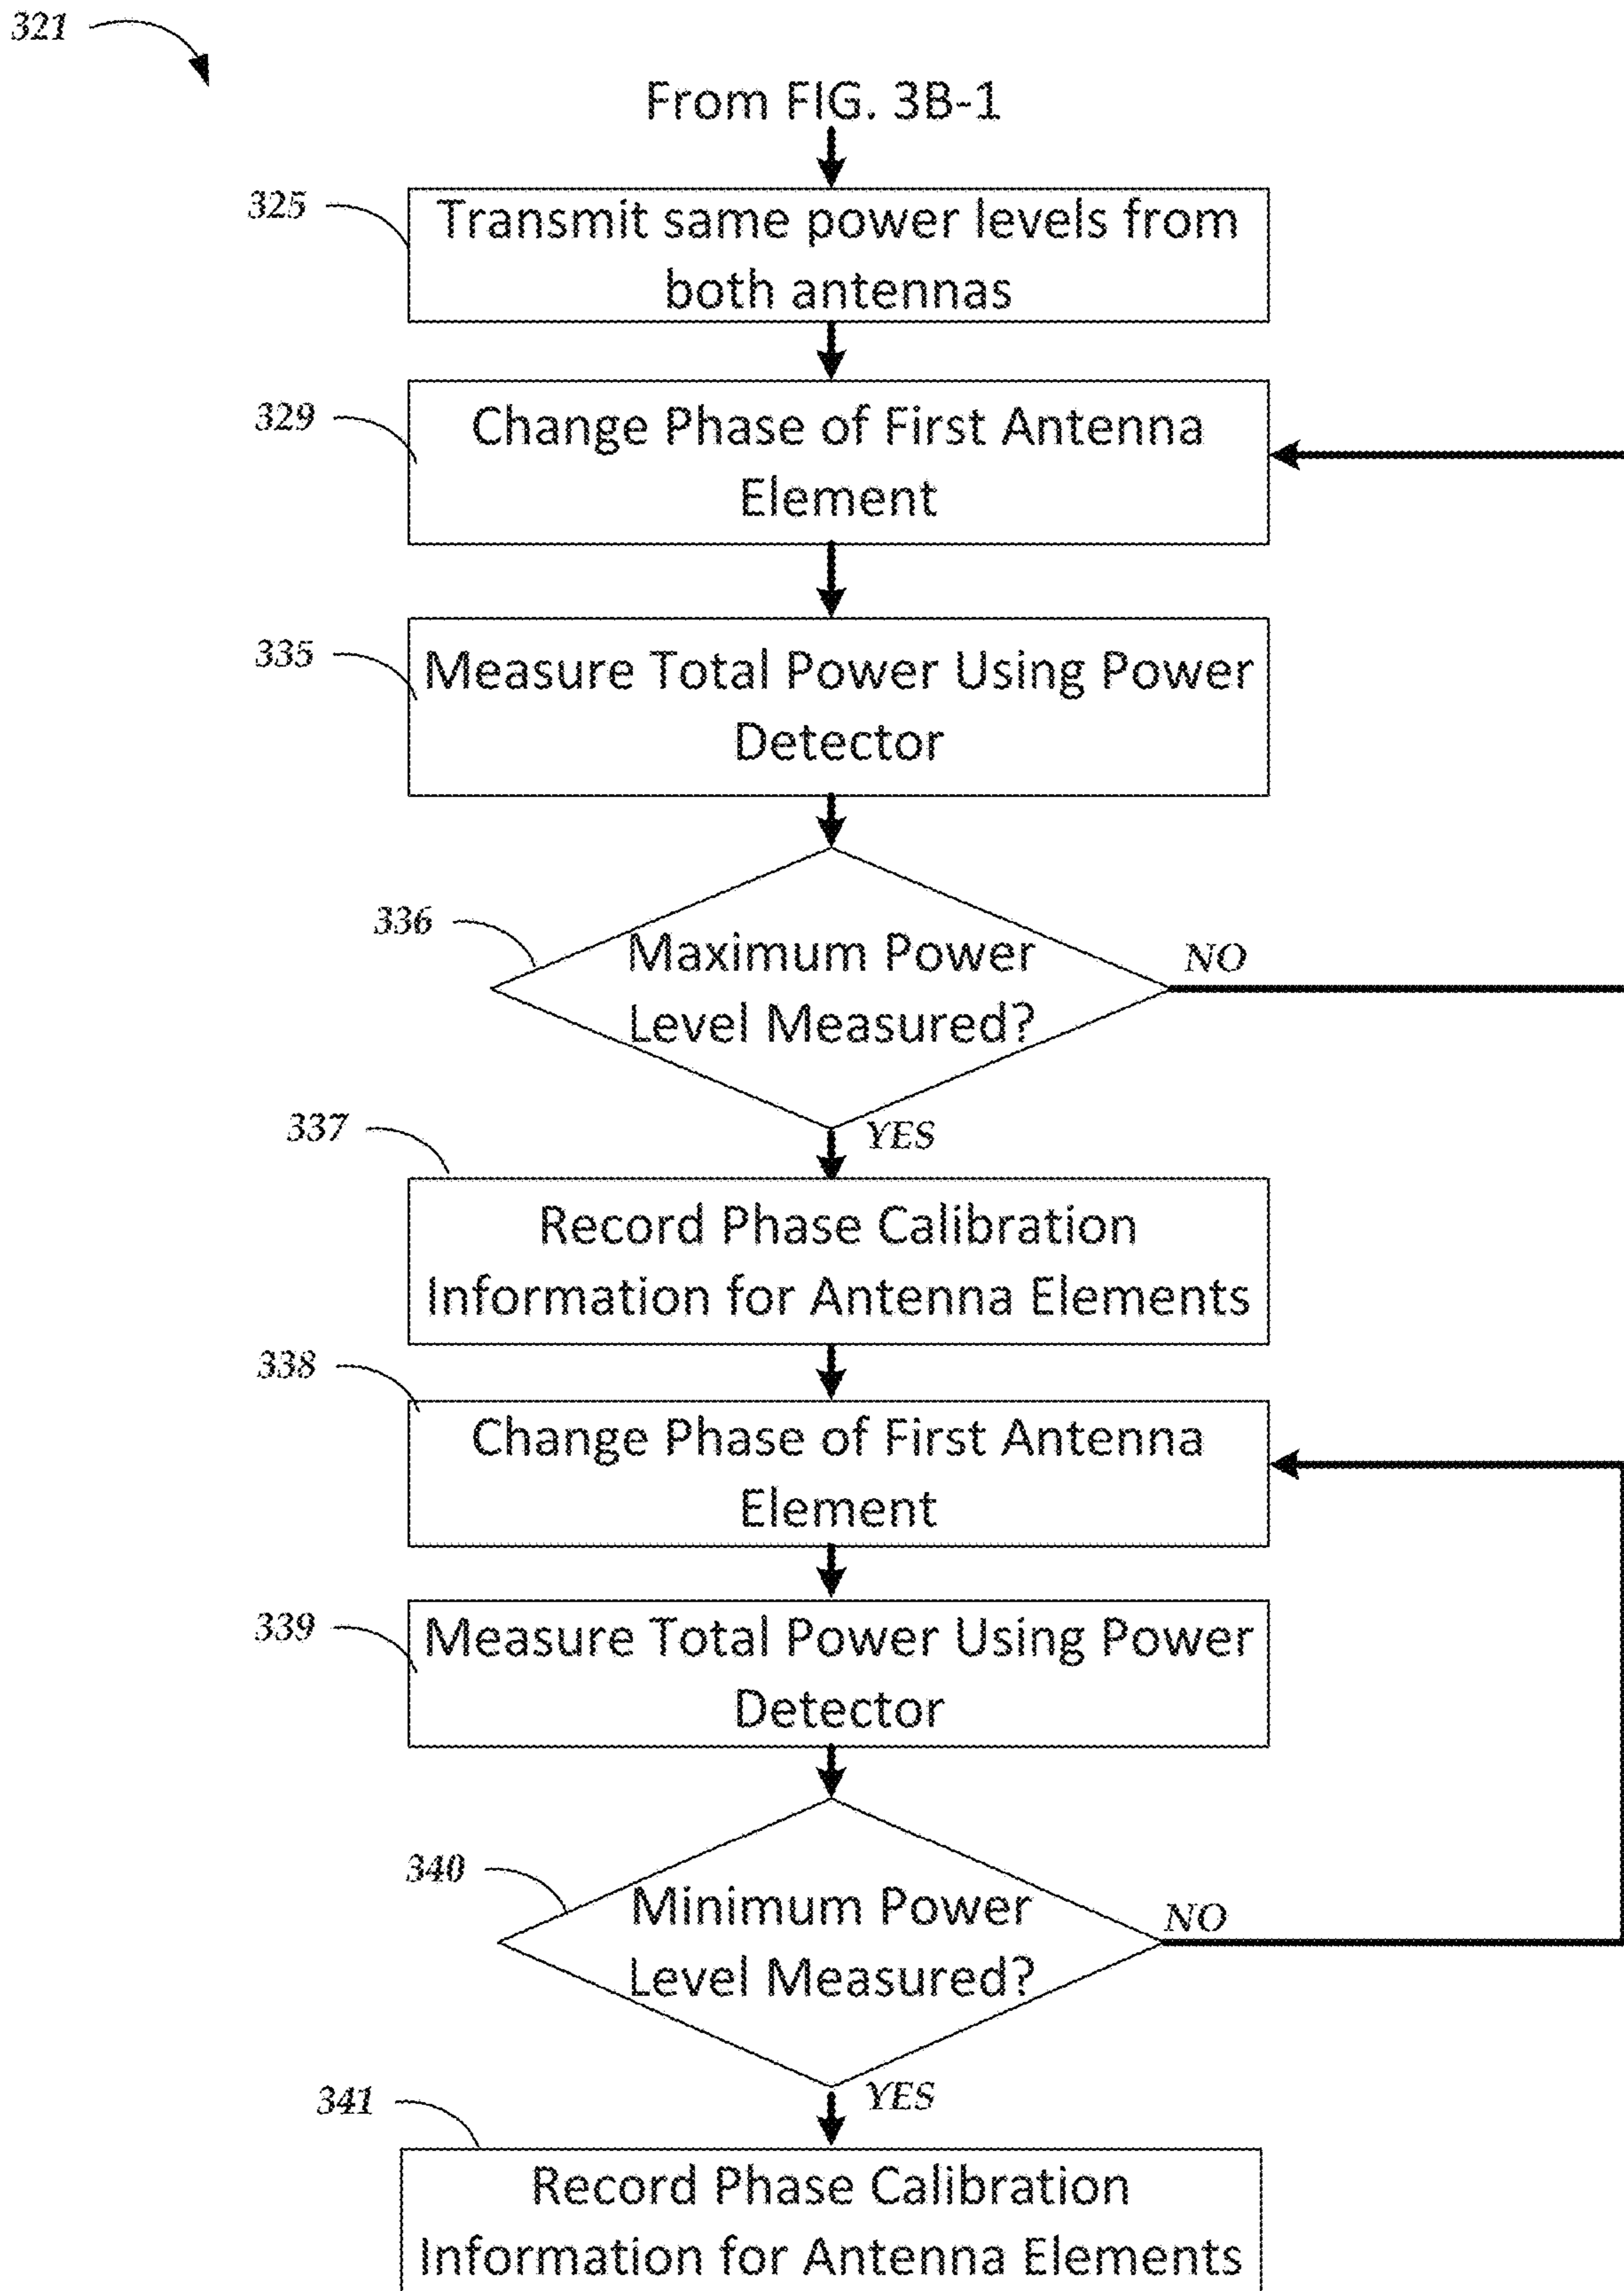 321
From FIG. 3B-1
325
Transmit same power levels from
both antennas
329
Change Phase of First Antenna
Element
335
Measure Total Power Using Power
Detector
336
Maximum Power
Level Measured?
NO
YES
337
Record Phase Calibration
Information for Antenna Elements
338
Change Phase of First Antenna
Element
339
Measure Total Power Using Power
Detector
340
Minimum Power
Level Measured?
NO
YES
341
Record Phase Calibration
Information for Antenna Elements